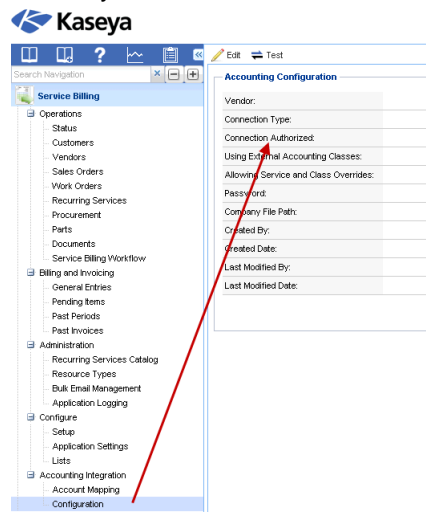 Kaseya
?
Edit Test
Search Navigation
Service Billing
Operations
Status
Customers
Vendors
Sales Orders
Work Orders
Recurring Services
Procurement
Parts
Documents
Service Billing Workflow
Billing and Invoicing
General Entries
Pending Items
Past Periods
Past Invoices
Administration
Recurring Services Catalog
Resource Types
Bulk Email Management
Application Logging
Configure
Setup
Application Settings
Lists
Accounting Integration
Account Mapping
Configuration
Accounting Configuration
Vendor:
Connection Type:
Connection Authorized:
Using External Accounting Classes:
Allowing Service and Class Overrides:
Password:
Company File Path:
Created By:
Created Date:
Last Modified By:
Last Modified Date: